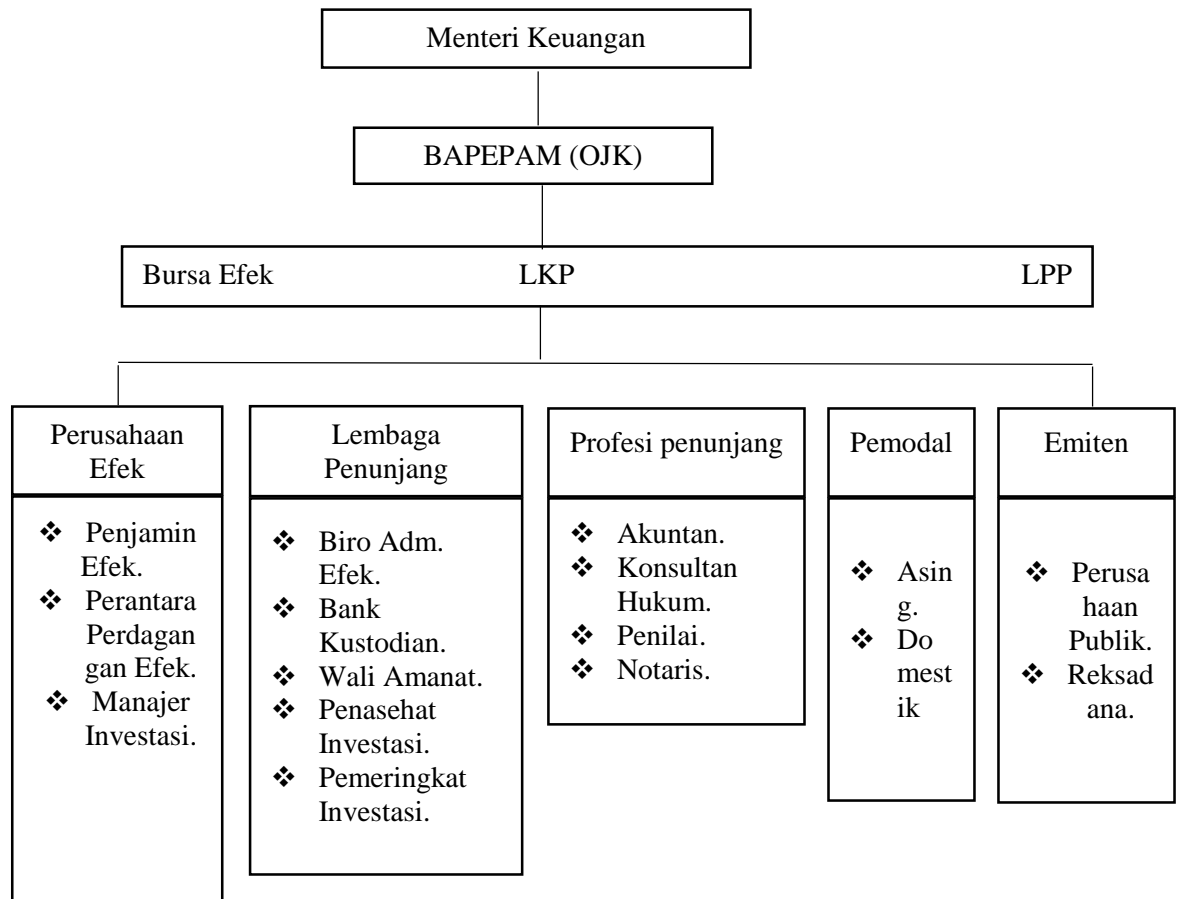 Menteri Keuangan
BAPEPAM (OJK)
Bursa Efek LKP LPP
Perusahaan
Efek
❖ Penjamin
Efek.
❖ Perantara
Perdagan
gan Efek.
❖ Manajer
Investasi.
Lembaga
Penunjang
❖ Biro Adm.
Efek.
❖ Bank
Kustodian.
❖ Wali Amanat.
❖ Penasehat
Investasi.
❖ Pemeringkat
Investasi.
Profesi penunjang
❖ Akuntan.
❖ Konsultan
Hukum.
❖ Penilai.
❖ Notaris.
Pemodal
❖ Asin
g.
❖ Do
mest
ik
Emiten
❖ Perusa
haan
Publik.
❖ Reksad
ana.